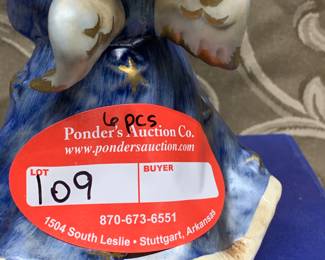 6 pcs.
Ponder's Auction Co.
www.pondersauction.com
LOT BUYER
109
870-673-6551
1504 South Leslie • Stuttgart, Arkansas